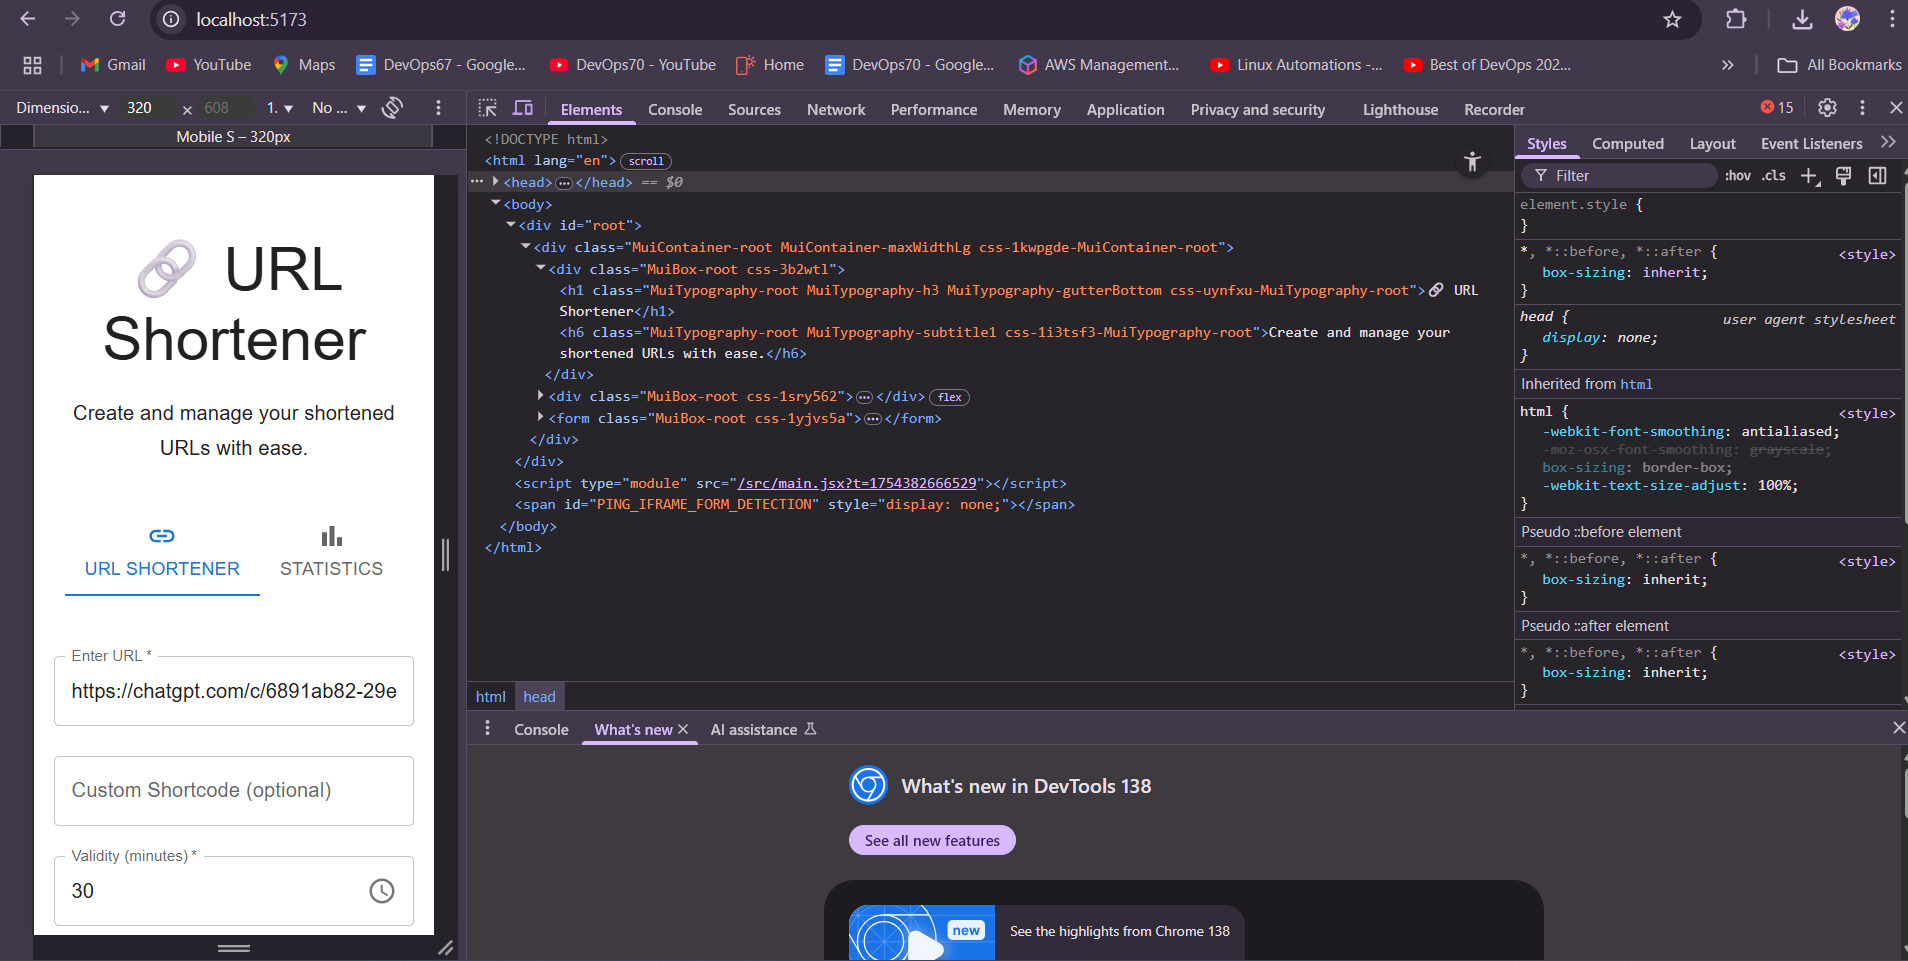 localhost:5173
Gmail YouTube Maps DevOps67 - Google... DevOps70 - YouTube Home DevOps70 - Google... AWS Management... Linux Automations -... Best of DevOps 202... » All Bookmarks
Dimensio... 320 × 608 1. No ...
Mobile S – 320px
🔗 URL
Shortener
Create and manage your shortened
URLs with ease.
URL SHORTENER STATISTICS
Enter URL *
https://chatgpt.com/c/6891ab82-29e
Custom Shortcode (optional)
Validity (minutes) *
30
Elements Console Sources Network Performance Memory Application Privacy and security Lighthouse Recorder 15
<!DOCTYPE html>
<html lang="en"> scroll
••• <head> ••• </head> == $0
<body>
<div id="root">
<div class="MuiContainer-root MuiContainer-maxWidthLg css-1kwpgde-MuiContainer-root">
<div class="MuiBox-root css-3b2wtl">
<h1 class="MuiTypography-root MuiTypography-h3 MuiTypography-gutterBottom css-uynfxu-MuiTypography-root">🔗 URL
Shortener</h1>
<h6 class="MuiTypography-root MuiTypography-subtitle1 css-1i3tsf3-MuiTypography-root">Create and manage your
shortened URLs with ease.</h6>
</div>
<div class="MuiBox-root css-1sry562"> ••• </div> flex
<form class="MuiBox-root css-1yjvs5a"> ••• </form>
</div>
</div>
<script type="module" src="/src/main.jsx?t=1754382666529"></script>
<span id="PING_IFRAME_FORM_DETECTION" style="display: none;"></span>
</body>
</html>
html head
Styles Computed Layout Event Listeners »
Filter :hov .cls
element.style {
}
*, *::before, *::after { <style>
box-sizing: inherit;
}
head { user agent stylesheet
display: none;
}
Inherited from html
html { <style>
-webkit-font-smoothing: antialiased;
-moz-osx-font-smoothing: grayscale;
box-sizing: border-box;
-webkit-text-size-adjust: 100%;
}
Pseudo ::before element
*, *::before, *::after { <style>
box-sizing: inherit;
}
Pseudo ::after element
*, *::before, *::after { <style>
box-sizing: inherit;
}
Console What's new AI assistance
What's new in DevTools 138
See all new features
new
See the highlights from Chrome 138